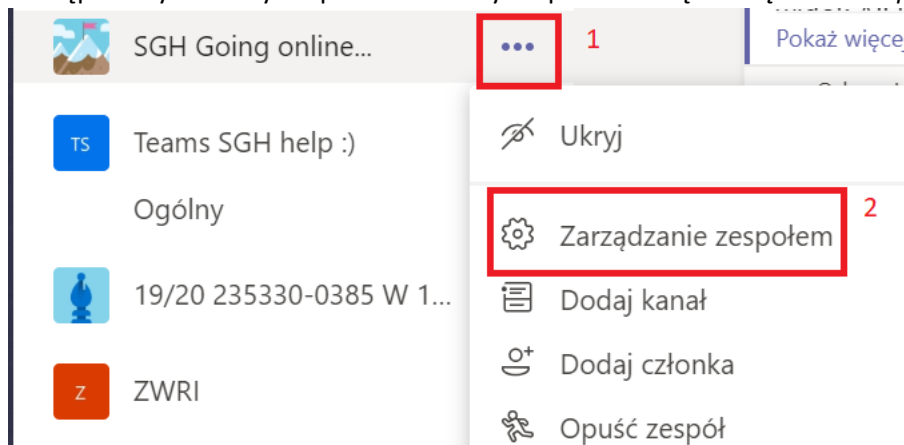 SGH Going online...
1
Pokaż więcej
Ukryj
TS Teams SGH help :)
Ogólny
2
Zarządzanie zespołem
19/20 235330-0385 W 1...
Dodaj kanał
Dodaj członka
Z ZWRI
Opuść zespół